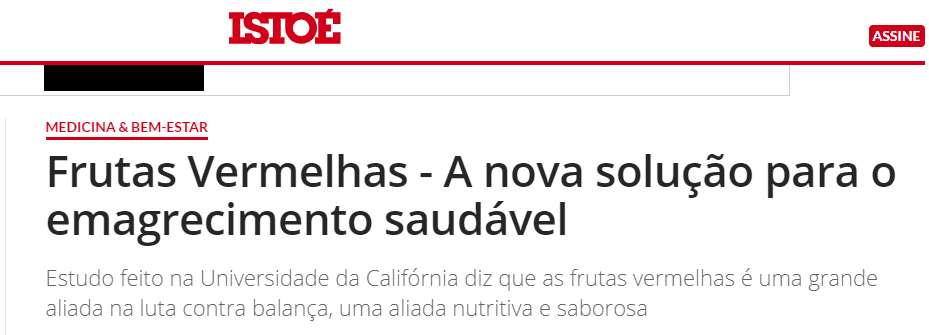 ISTOÉ
ASSINE
MEDICINA & BEM-ESTAR
Frutas Vermelhas - A nova solução para o
emagrecimento saudável
Estudo feito na Universidade da Califórnia diz que as frutas vermelhas é uma grande
aliada na luta contra balança, uma aliada nutritiva e saborosa